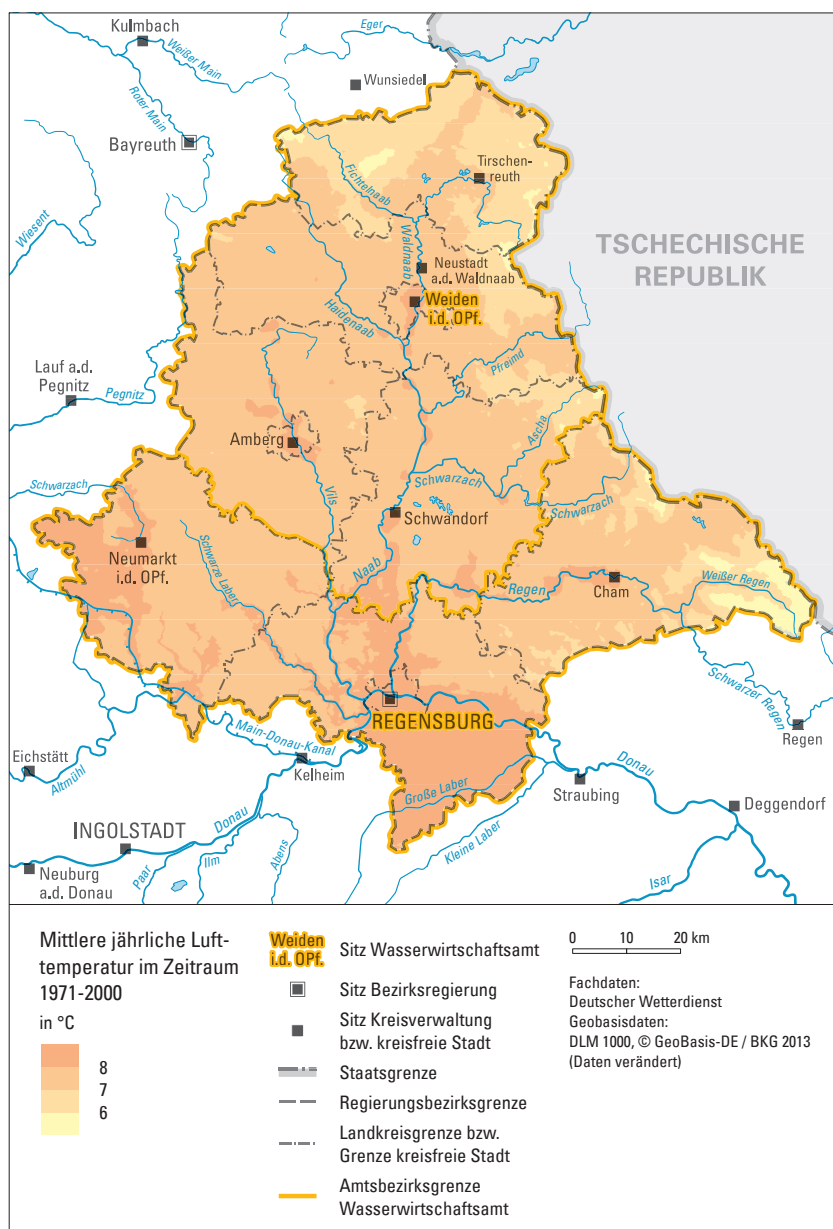 Kulmbach
Weißer Main
Eger
Wunsiedel
Roter Main
Bayreuth
Tirschen-
reuth
Fichtelnaab
Wiesent
Waldnaab
TSCHECHISCHE
REPUBLIK
Neustadt
a.d. Waldnaab
Weiden
i.d. OPf.
Haidenaab
Pfreimd
Lauf a.d.
Pegnitz
Pegnitz
Amberg
Ascha
Schwarzach
Schwarzach
Schwarzach
Vils
Schwandorf
Neumarkt
i.d. OPf.
Schwarze Laber
Naab
Regen
Cham
Weißer Regen
Schwarzer Regen
Regen
REGENSBURG
Main-Donau-Kanal
Eichstätt
Altmühl
Kelheim
Große Laber
Donau
Straubing
Deggendorf
INGOLSTADT
Donau
Kleine Laber
Neuburg
a.d. Donau
Paar
Ilm
Abens
Isar
Mittlere jährliche Luft-
temperatur im Zeitraum
1971-2000
in °C
8
7
6
Weiden
i.d. OPf.
Sitz Wasserwirtschaftsamt
Sitz Bezirksregierung
Sitz Kreisverwaltung
bzw. kreisfreie Stadt
Staatsgrenze
Regierungsbezirksgrenze
Landkreisgrenze bzw.
Grenze kreisfreie Stadt
Amtsbezirksgrenze
Wasserwirtschaftsamt
0 10 20 km
Fachdaten:
Deutscher Wetterdienst
Geobasisdaten:
DLM 1000, © GeoBasis-DE / BKG 2013
(Daten verändert)